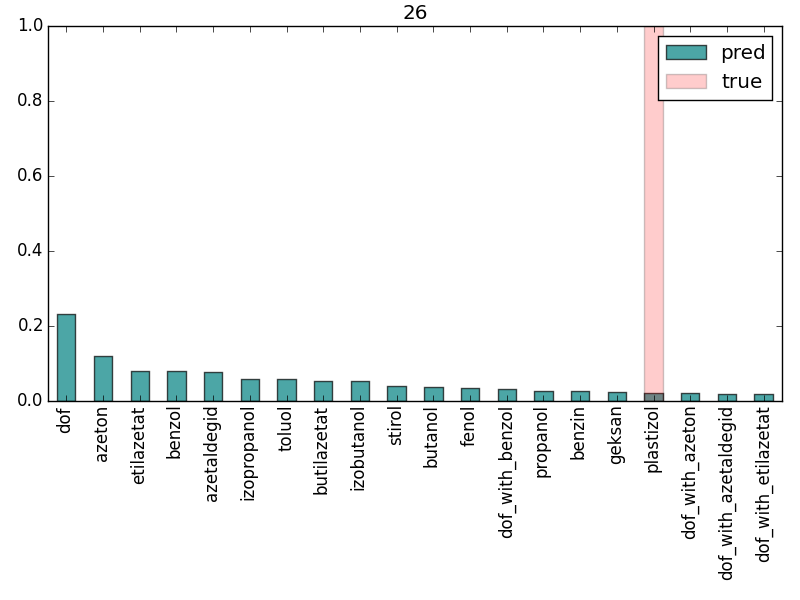 26
1.0
0.8
0.6
0.4
0.2
0.0
pred
true
dof
azeton
etilazetat
benzol
azetaldegid
izopropanol
toluol
butilazetat
izobutanol
stirol
butanol
fenol
dof_with_benzol
propanol
benzin
geksan
plastizol
dof_with_azeton
dof_with_azetaldegid
dof_with_etilazetat